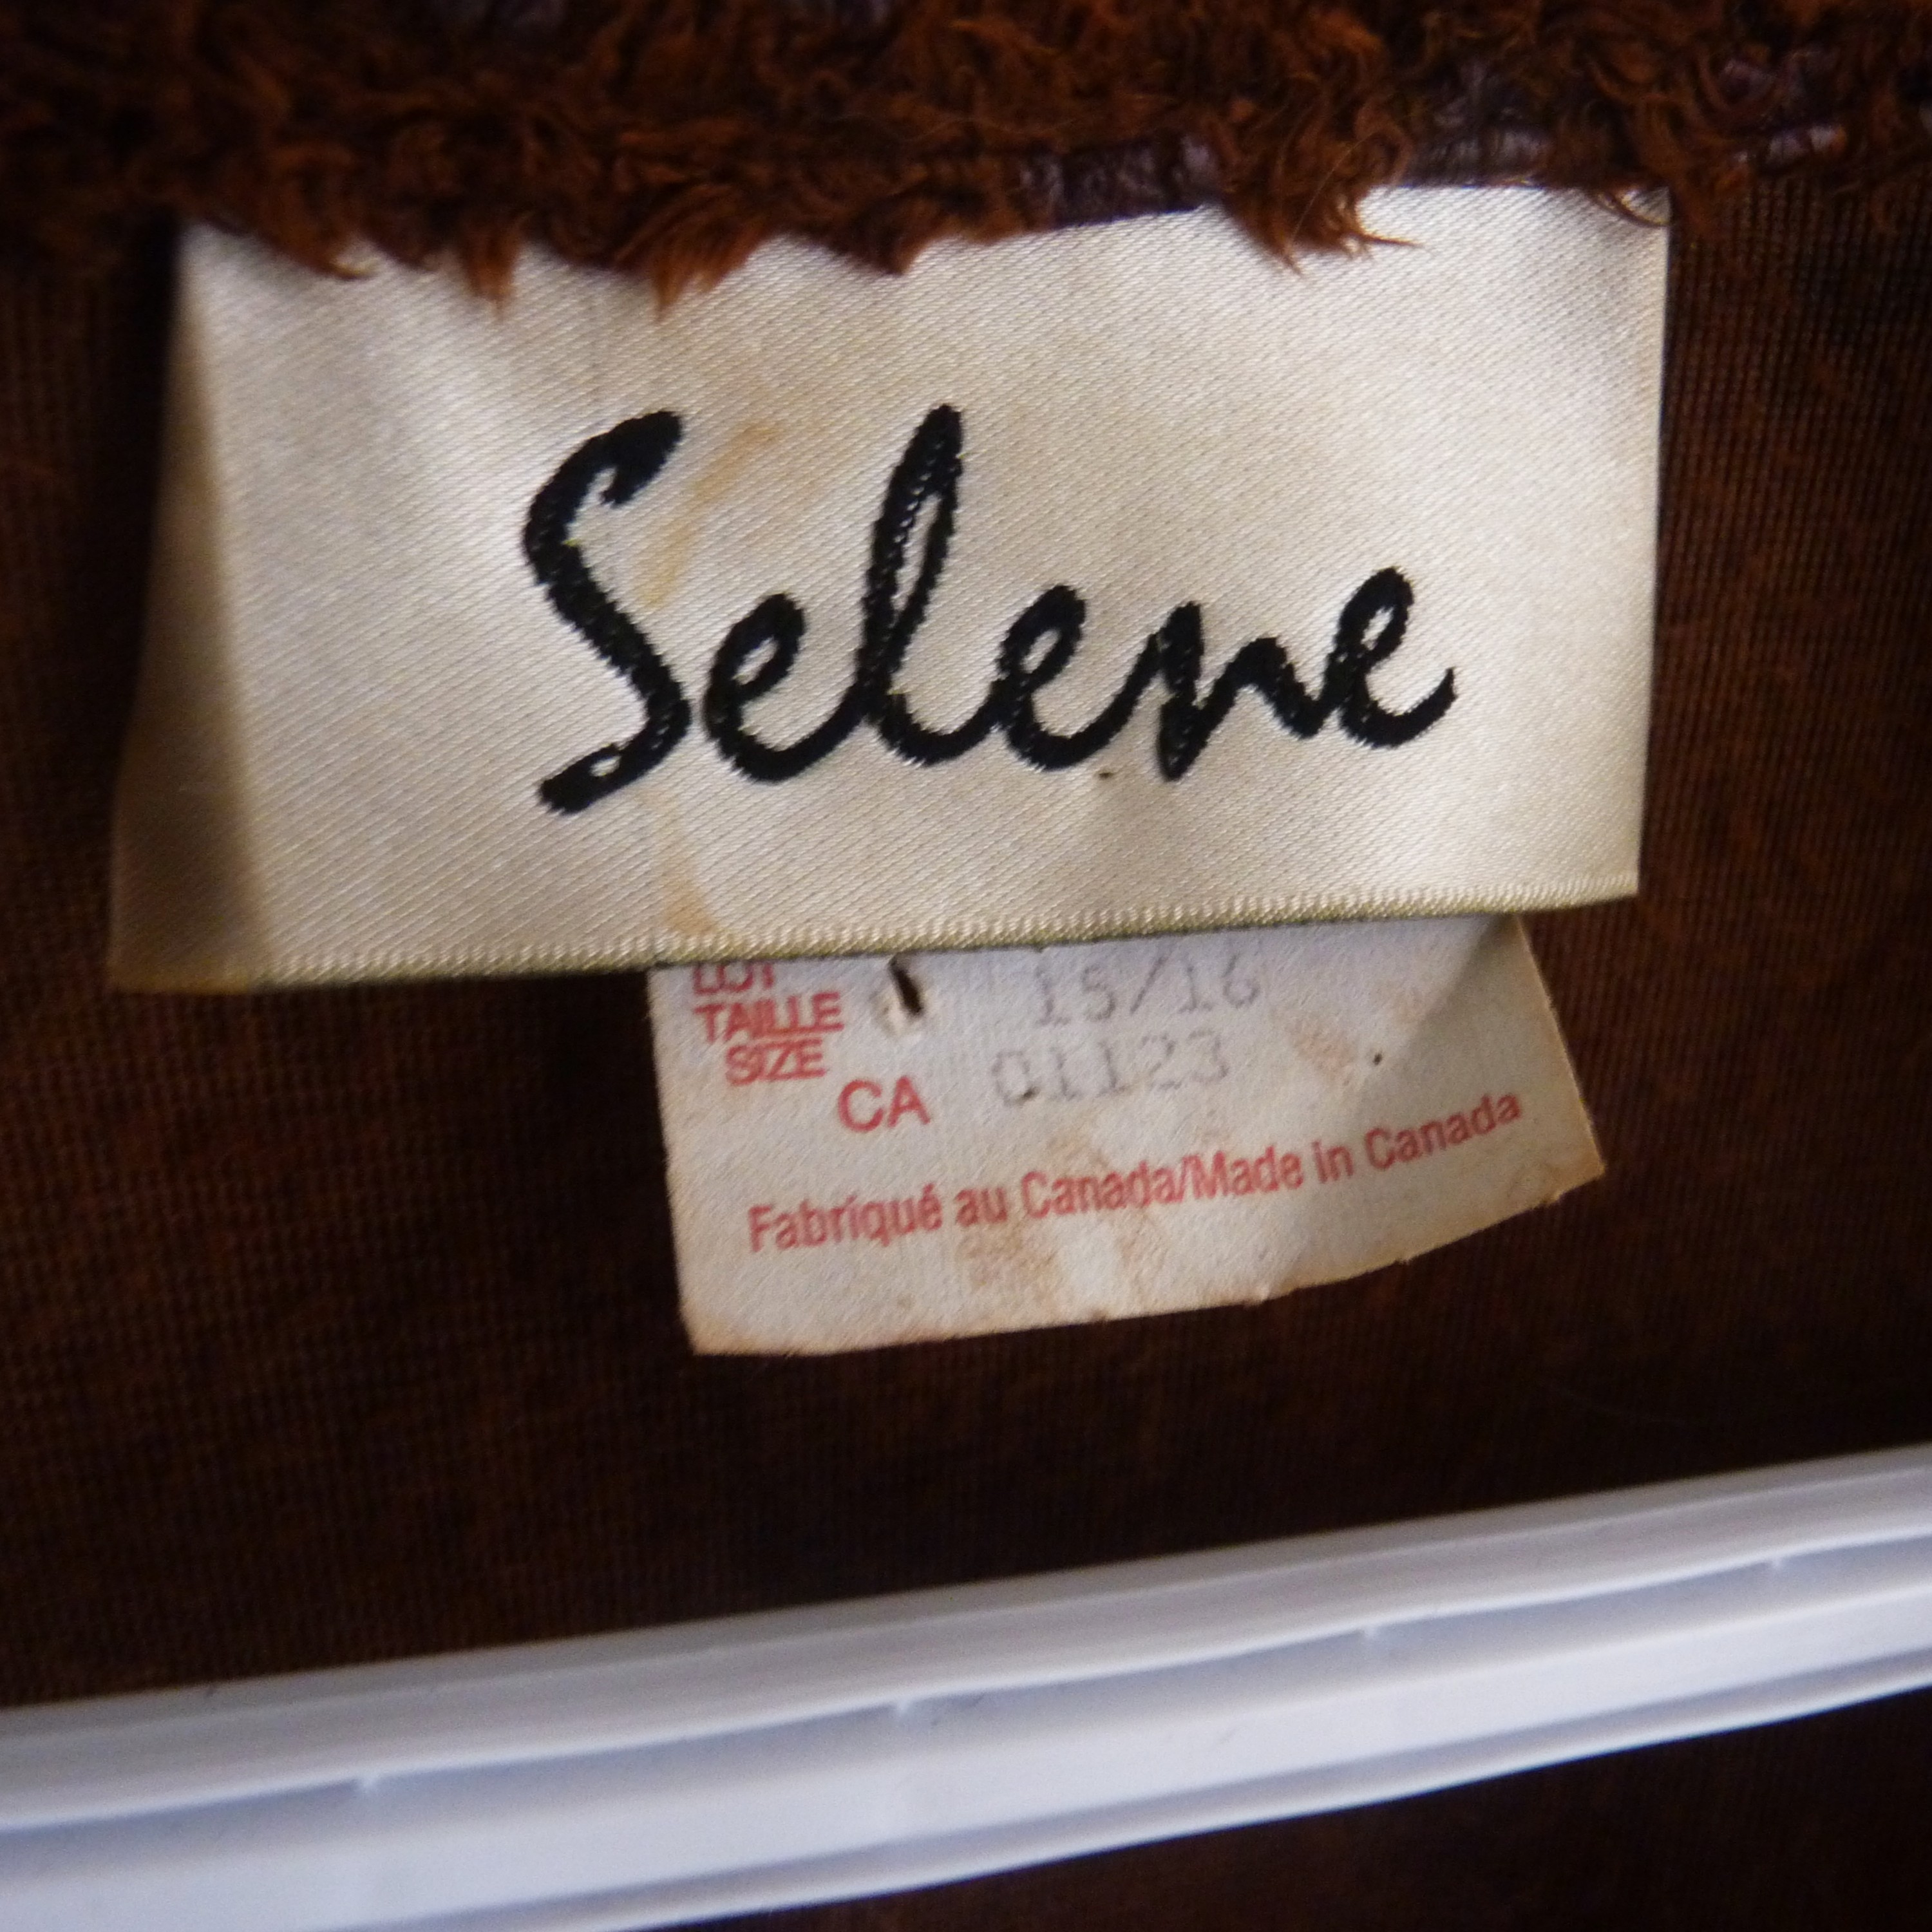 Selene
LOT
TAILLE 15/16
SIZE
CA 01123
Fabriqué au Canada/Made in Canada